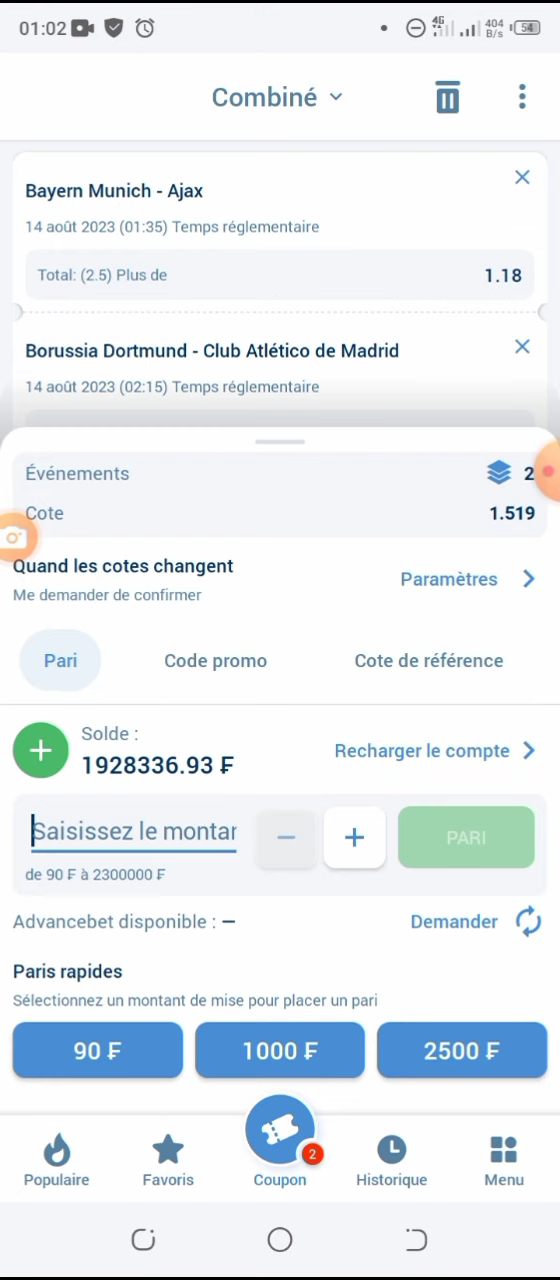 01:02
4G
404
B/s
54
Combiné
Bayern Munich - Ajax
14 août 2023 (01:35) Temps réglementaire
Total: (2.5) Plus de
1.18
Borussia Dortmund - Club Atlético de Madrid
14 août 2023 (02:15) Temps réglementaire
Événements
2
Cote
1.519
Quand les cotes changent
Me demander de confirmer
Paramètres
Pari
Code promo
Cote de référence
Solde :
1928336.93 ₣
Recharger le compte
Saisissez le montar
PARI
de 90 ₣ à 2300000 ₣
Advancebet disponible : –
Demander
Paris rapides
Sélectionnez un montant de mise pour placer un pari
90 ₣
1000 ₣
2500 ₣
2
Populaire
Favoris
Coupon
Historique
Menu